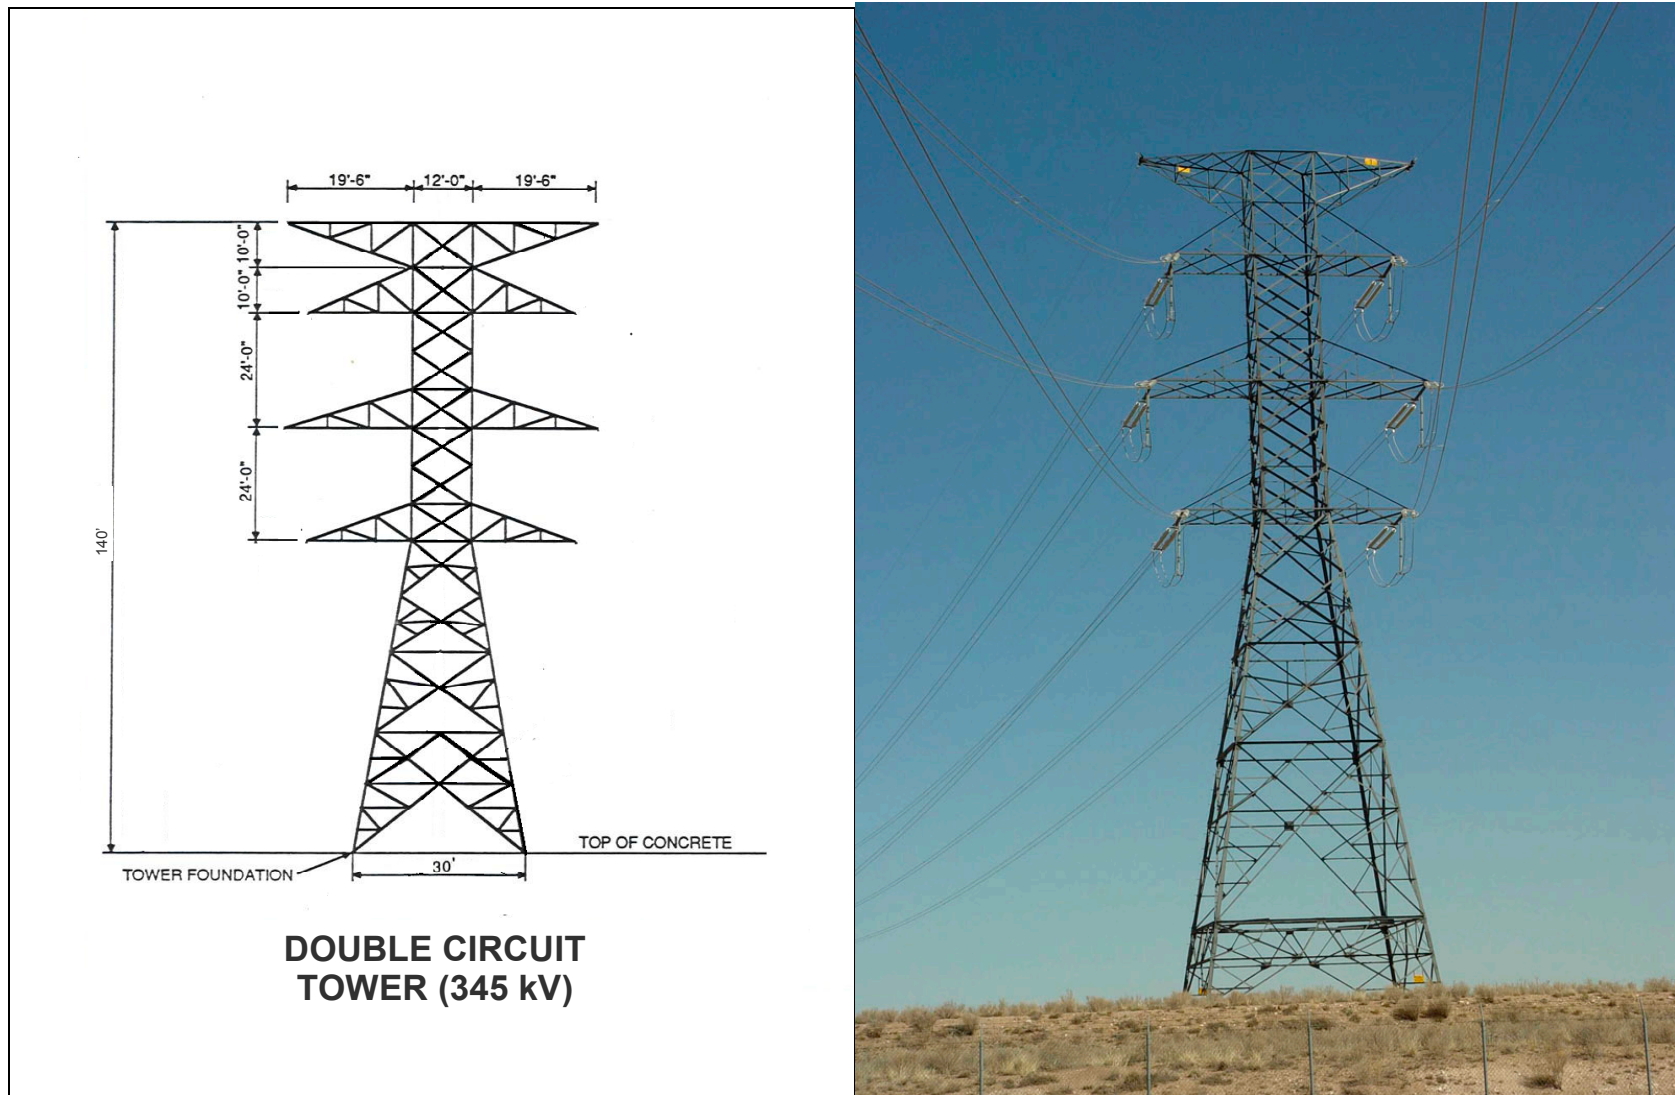 19'-6" 12'-0" 19'-6"
10'-0"
10'-0"
24'-0"
24'-0"
140'
TOP OF CONCRETE
TOWER FOUNDATION
30'
DOUBLE CIRCUIT
TOWER (345 kV)